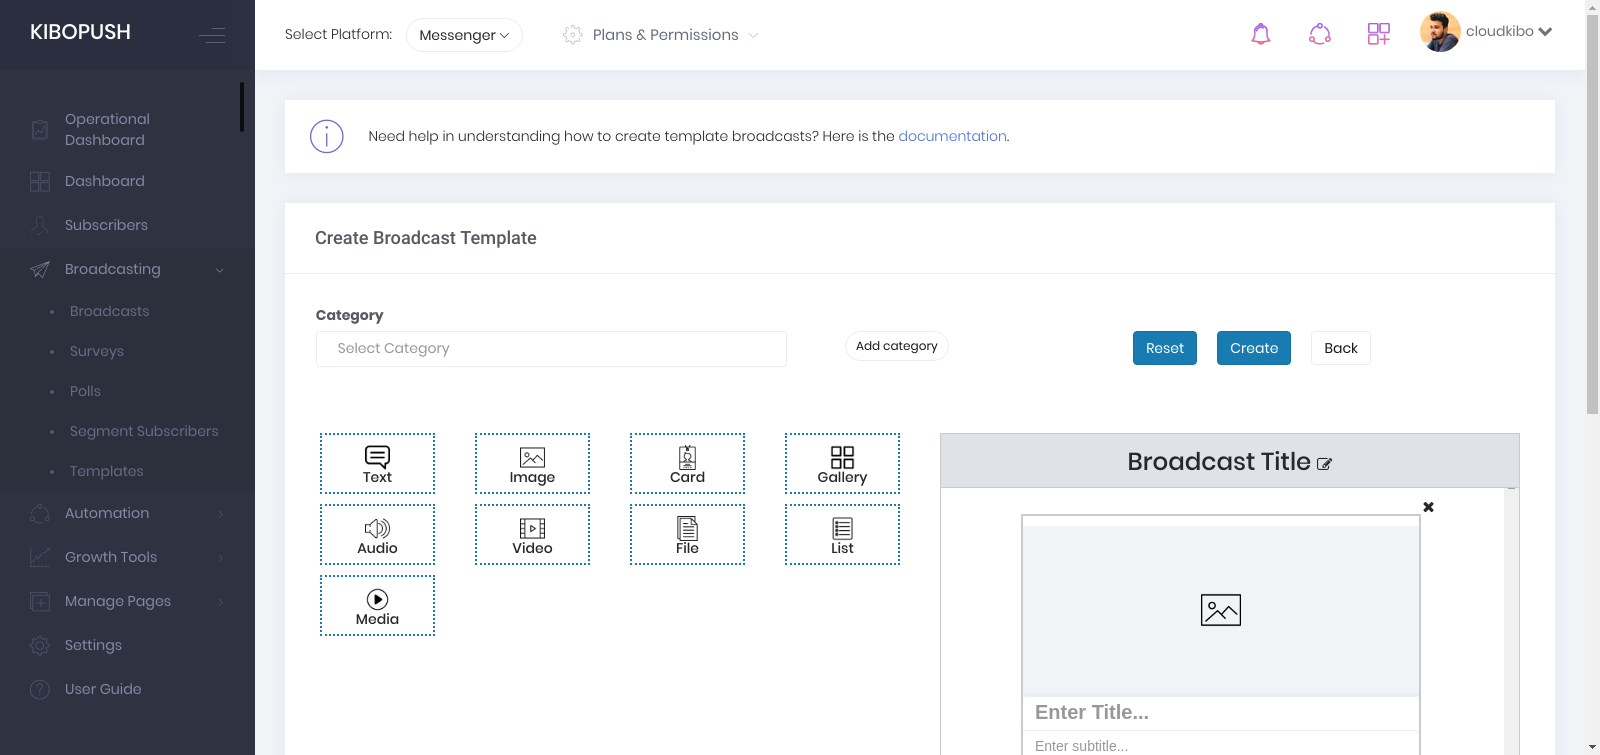 KIBOPUSH
Select Platform:
Messenger
Plans & Permissions
cloudkibo
Operational
Dashboard
Dashboard
Subscribers
Broadcasting
Broadcasts
Surveys
Polls
Segment Subscribers
Templates
Automation
Growth Tools
Manage Pages
Settings
User Guide
Need help in understanding how to create template broadcasts? Here is the documentation.
Create Broadcast Template
Category
Select Category
Add category
Reset
Create
Back
Text
Image
Card
Gallery
Audio
Video
File
List
Media
Broadcast Title
Enter Title...
Enter subtitle...